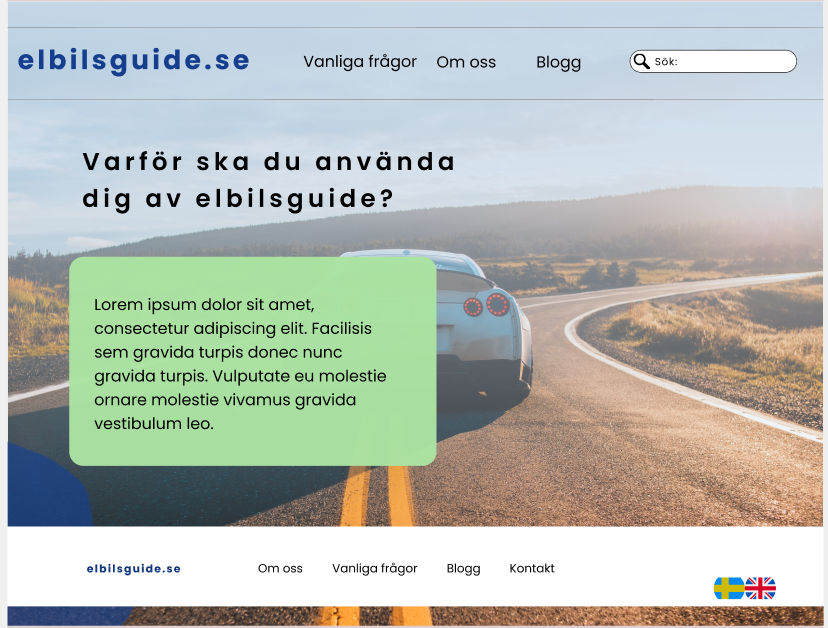 elbilsguide.se
Vanliga frågor Om oss Blogg Sök:
Varför ska du använda
dig av elbilsguide?
Lorem ipsum dolor sit amet,
consectetur adipiscing elit. Facilisis
sem gravida turpis donec nunc
gravida turpis. Vulputate eu molestie
ornare molestie vivamus gravida
vestibulum leo.
elbilsguide.se Om oss Vanliga frågor Blogg Kontakt